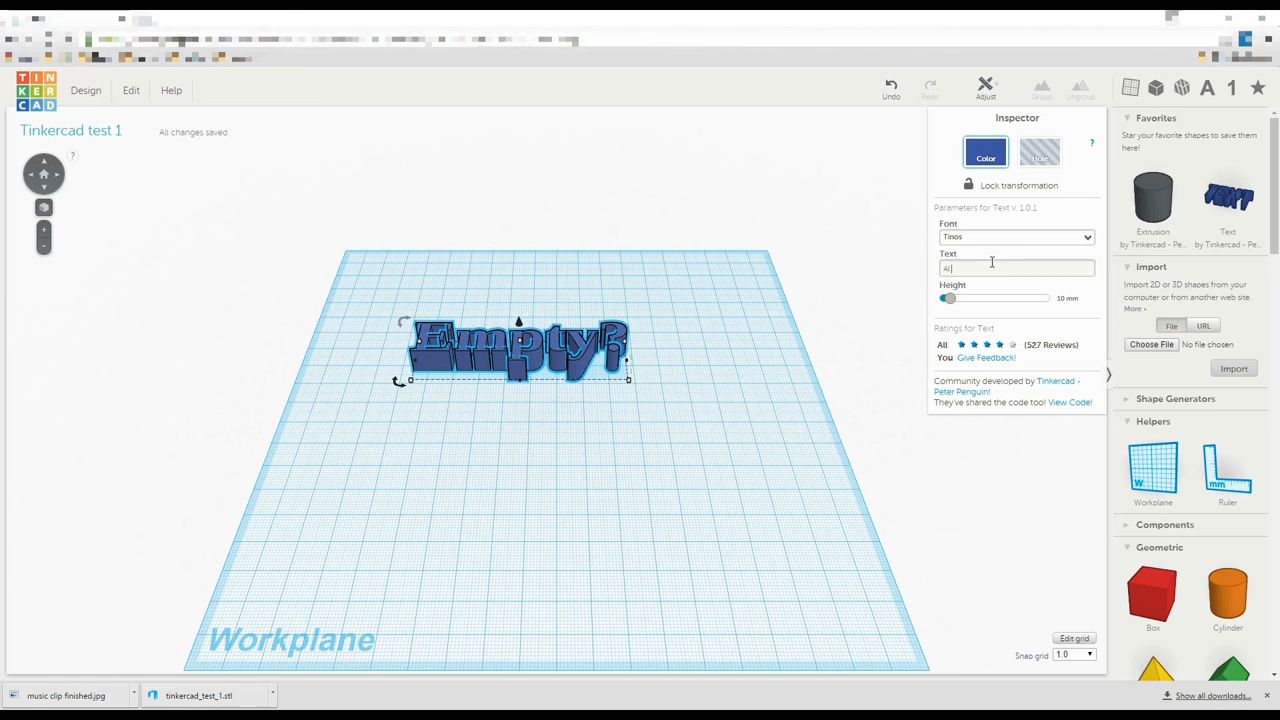 TIN
KER
CAD
Design
Edit
Help
Undo
Redo
Adjust
Group
Ungroup
Tinkercad test 1
All changes saved
?
Inspector
Color
Hole
?
Lock transformation
Parameters for Text v. 1.0.1
Font
Tinos
Text
Al
Height
10 mm
Ratings for Text
All
(527 Reviews)
You
Give Feedback!
Community developed by Tinkercad -
Peter Penguin!
They've shared the code too! View Code!
Empty?
Workplane
Edit grid
Snap grid
1.0
A
1
Favorites
Star your favorite shapes to save them
here!
TEXT
Extrusion
by Tinkercad - Pe...
Text
by Tinkercad - Pe...
Import
Import 2D or 3D shapes from your
computer or from another web site.
More
File
URL
Choose File
No file chosen
Import
Shape Generators
Helpers
W
mm
Workplane
Ruler
Components
Geometric
Box
Cylinder
music clip finished.jpg
tinkercad_test_1.stl
Show all downloads...